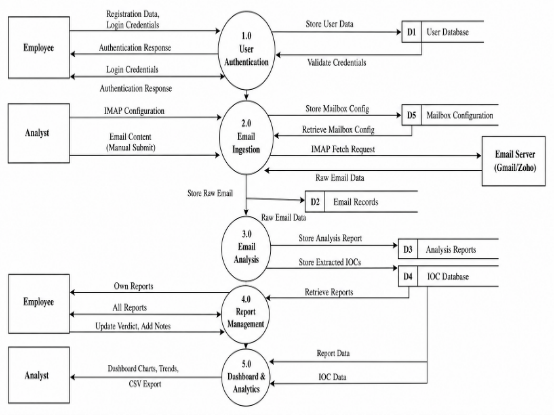 Registration Data,
Login Credentials
Employee
Authentication Response
Login Credentials
Authentication Response
1.0
User
Authentication
Store User Data
Validate Credentials
D1 User Database
Analyst
IMAP Configuration
Email Content
(Manual Submit)
2.0
Email
Ingestion
Store Mailbox Config
Retrieve Mailbox Config
D5 Mailbox Configuration
IMAP Fetch Request
Raw Email Data
Email Server
(Gmail/Zoho)
Store Raw Email
D2 Email Records
Raw Email Data
3.0
Email
Analysis
Store Analysis Report
D3 Analysis Reports
Store Extracted IOCs
D4 IOC Database
Employee
Own Reports
All Reports
Update Verdict, Add Notes
4.0
Report
Management
Retrieve Reports
Analyst
Dashboard Charts, Trends,
CSV Export
5.0
Dashboard &
Analytics
Report Data
IOC Data